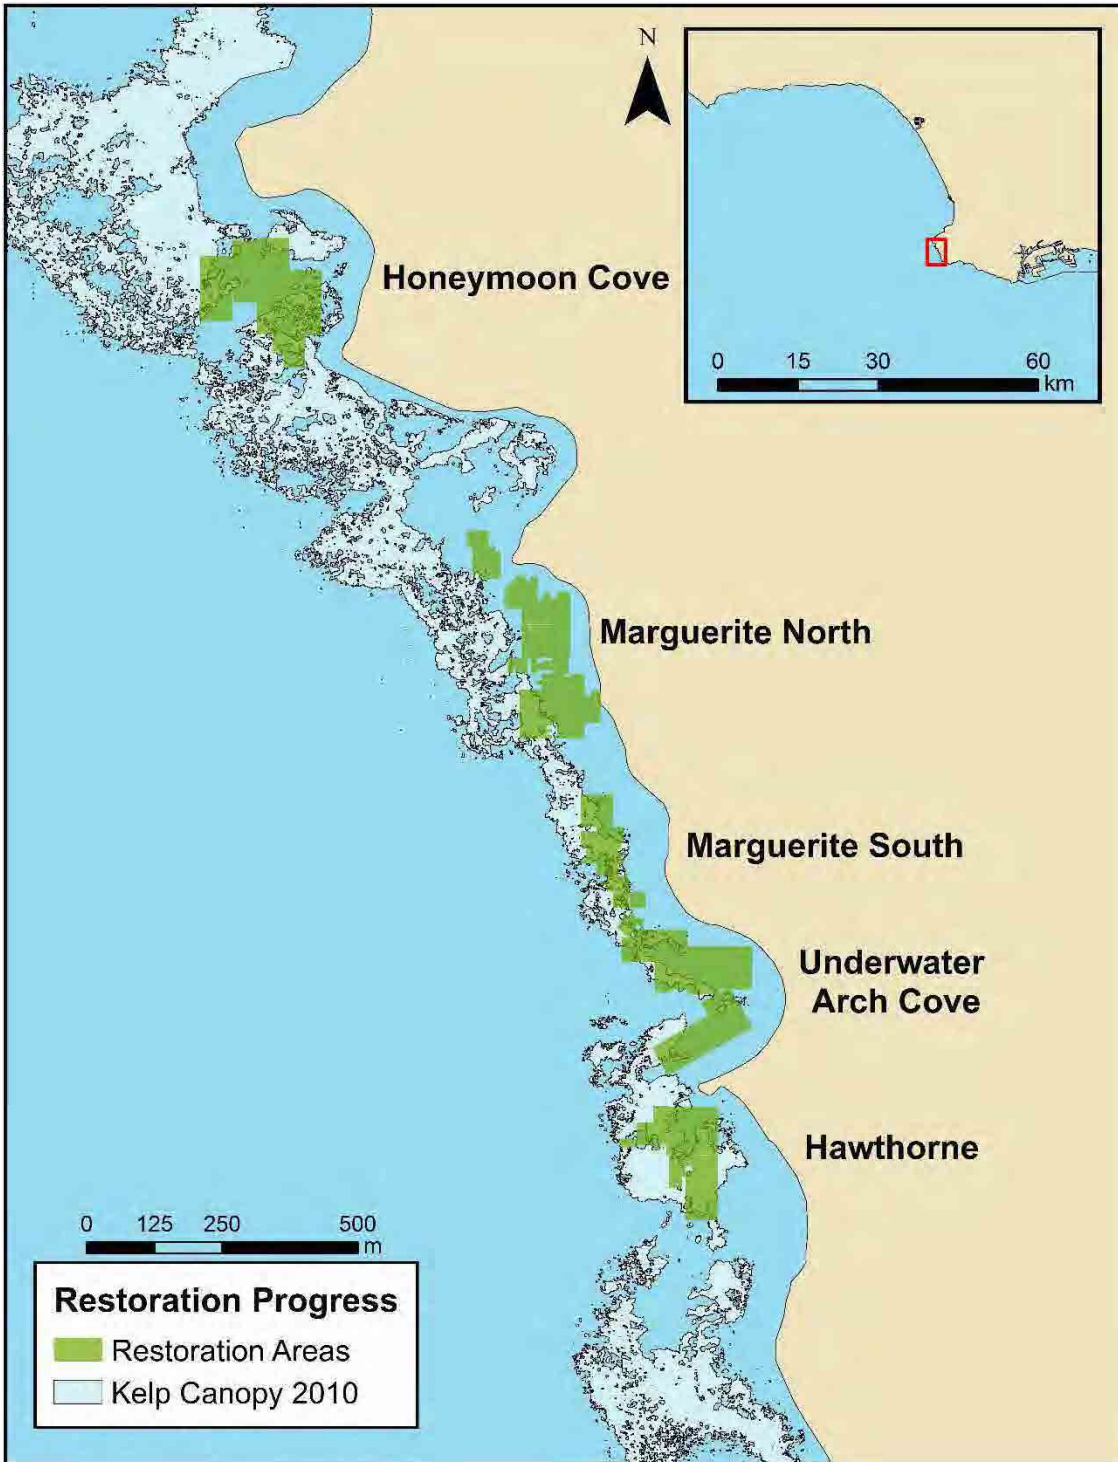 N
0 15 30 60
km
Honeymoon Cove
Marguerite North
Marguerite South
Underwater
Arch Cove
Hawthorne
0 125 250 500
m
Restoration Progress
Restoration Areas
Kelp Canopy 2010